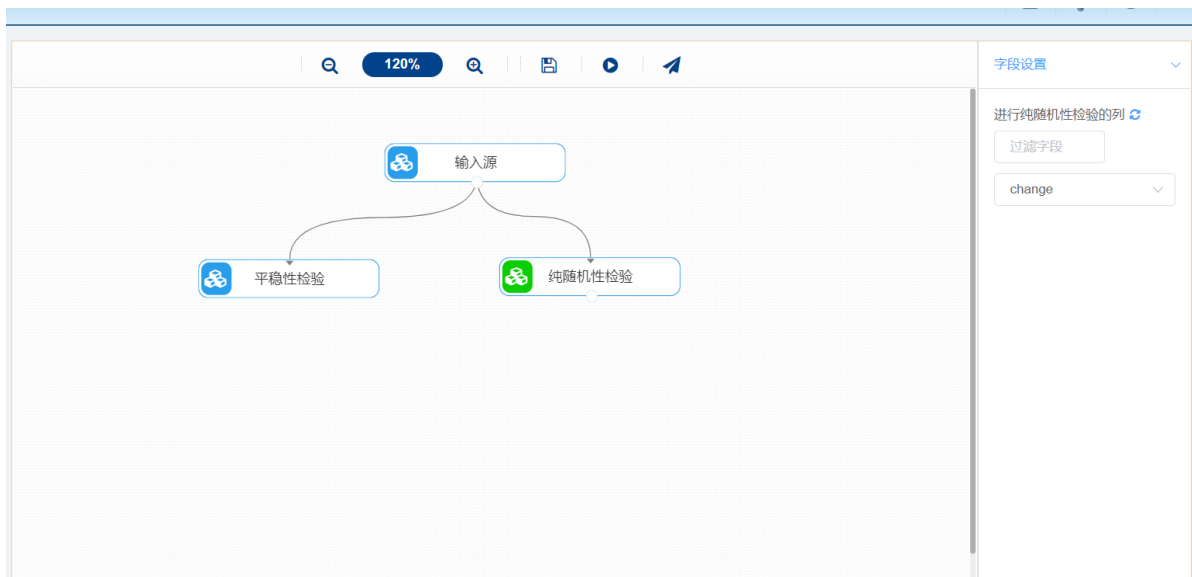 120%
字段设置
进行纯随机性检验的列
过滤字段
change
输入源
平稳性检验
纯随机性检验